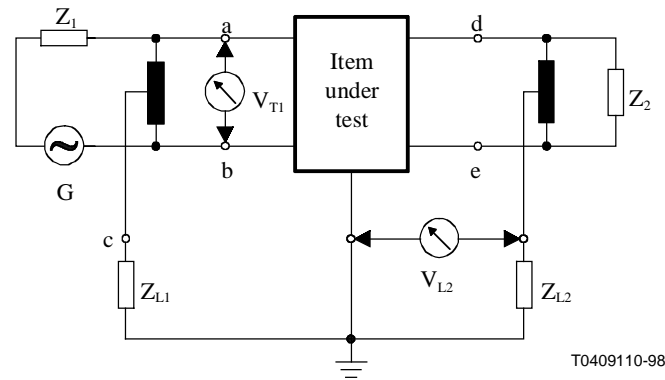 Z1
a
d
Item
under
test
VT1
Z2
b
e
G
c
VL2
ZL1
ZL2
T0409110-98